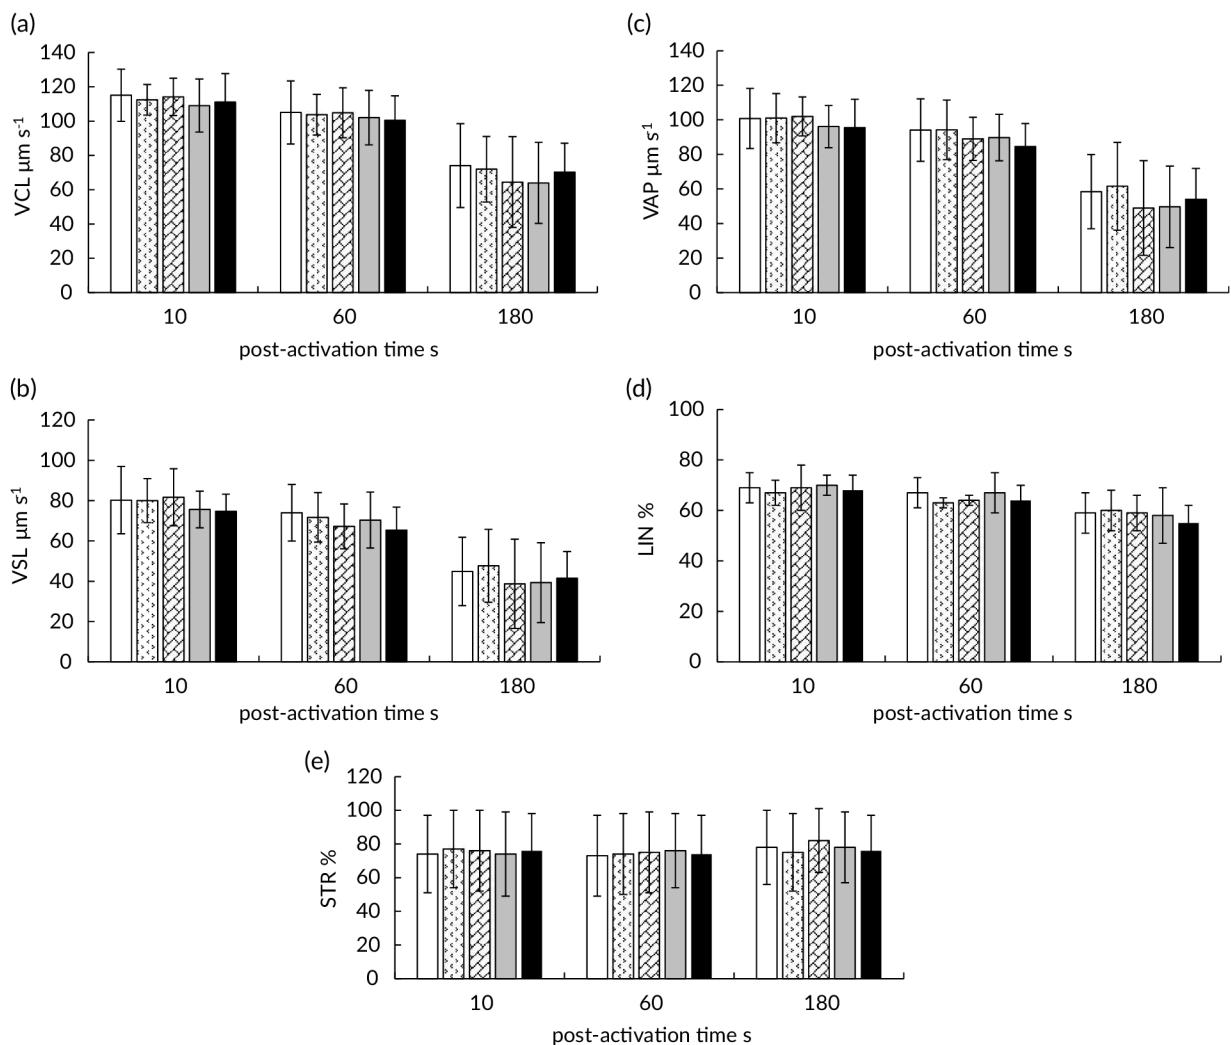 (a)
140
120
100
80
60
40
20
0
VCL µm s-1
10 60 180
post-activation time s
(c)
140
120
100
80
60
40
20
0
VAP µm s-1
10 60 180
post-activation time s
(b)
120
100
80
60
40
20
0
VSL µm s-1
10 60 180
post-activation time s
(d)
100
80
60
40
20
0
LIN %
10 60 180
post-activation time s
(e)
120
100
80
60
40
20
0
STR %
10 60 180
post-activation time s